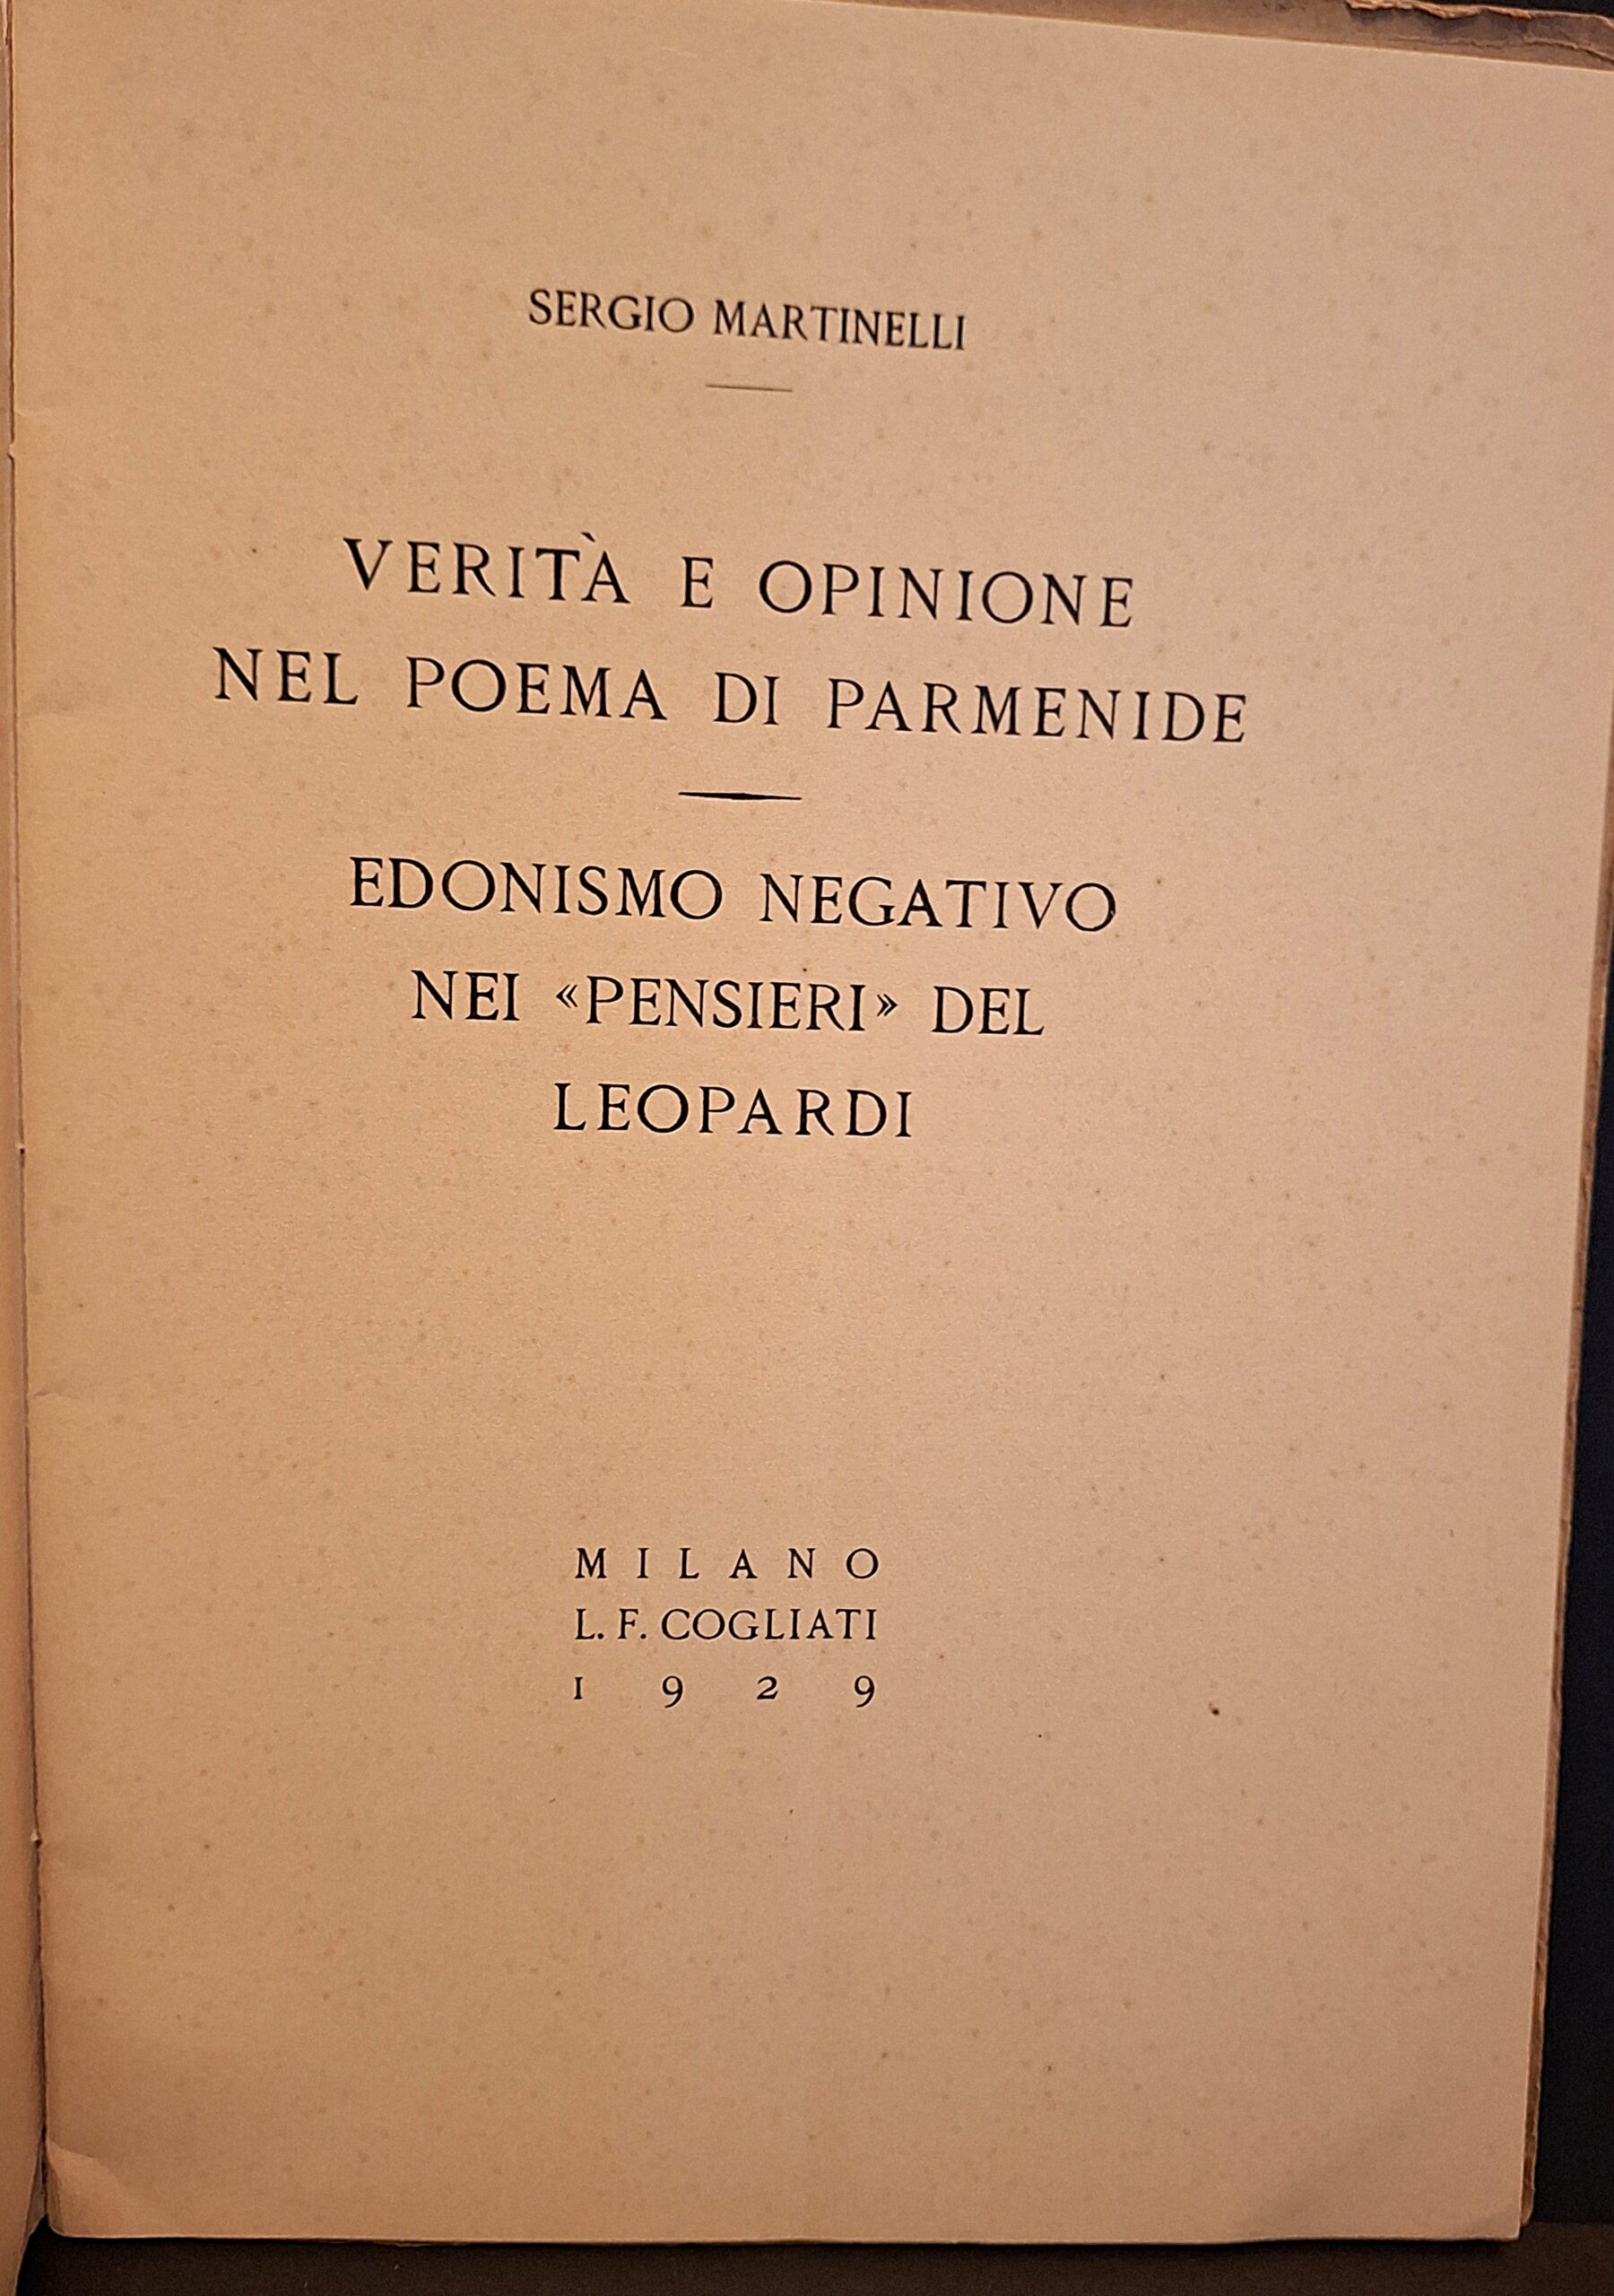 SERGIO MARTINELLI
VERITÀ E OPINIONE
NEL POEMA DI PARMENIDE
EDONISMO NEGATIVO
NEI «PENSIERI» DEL
LEOPARDI
MILANO
L. F. COGLIATI
1929